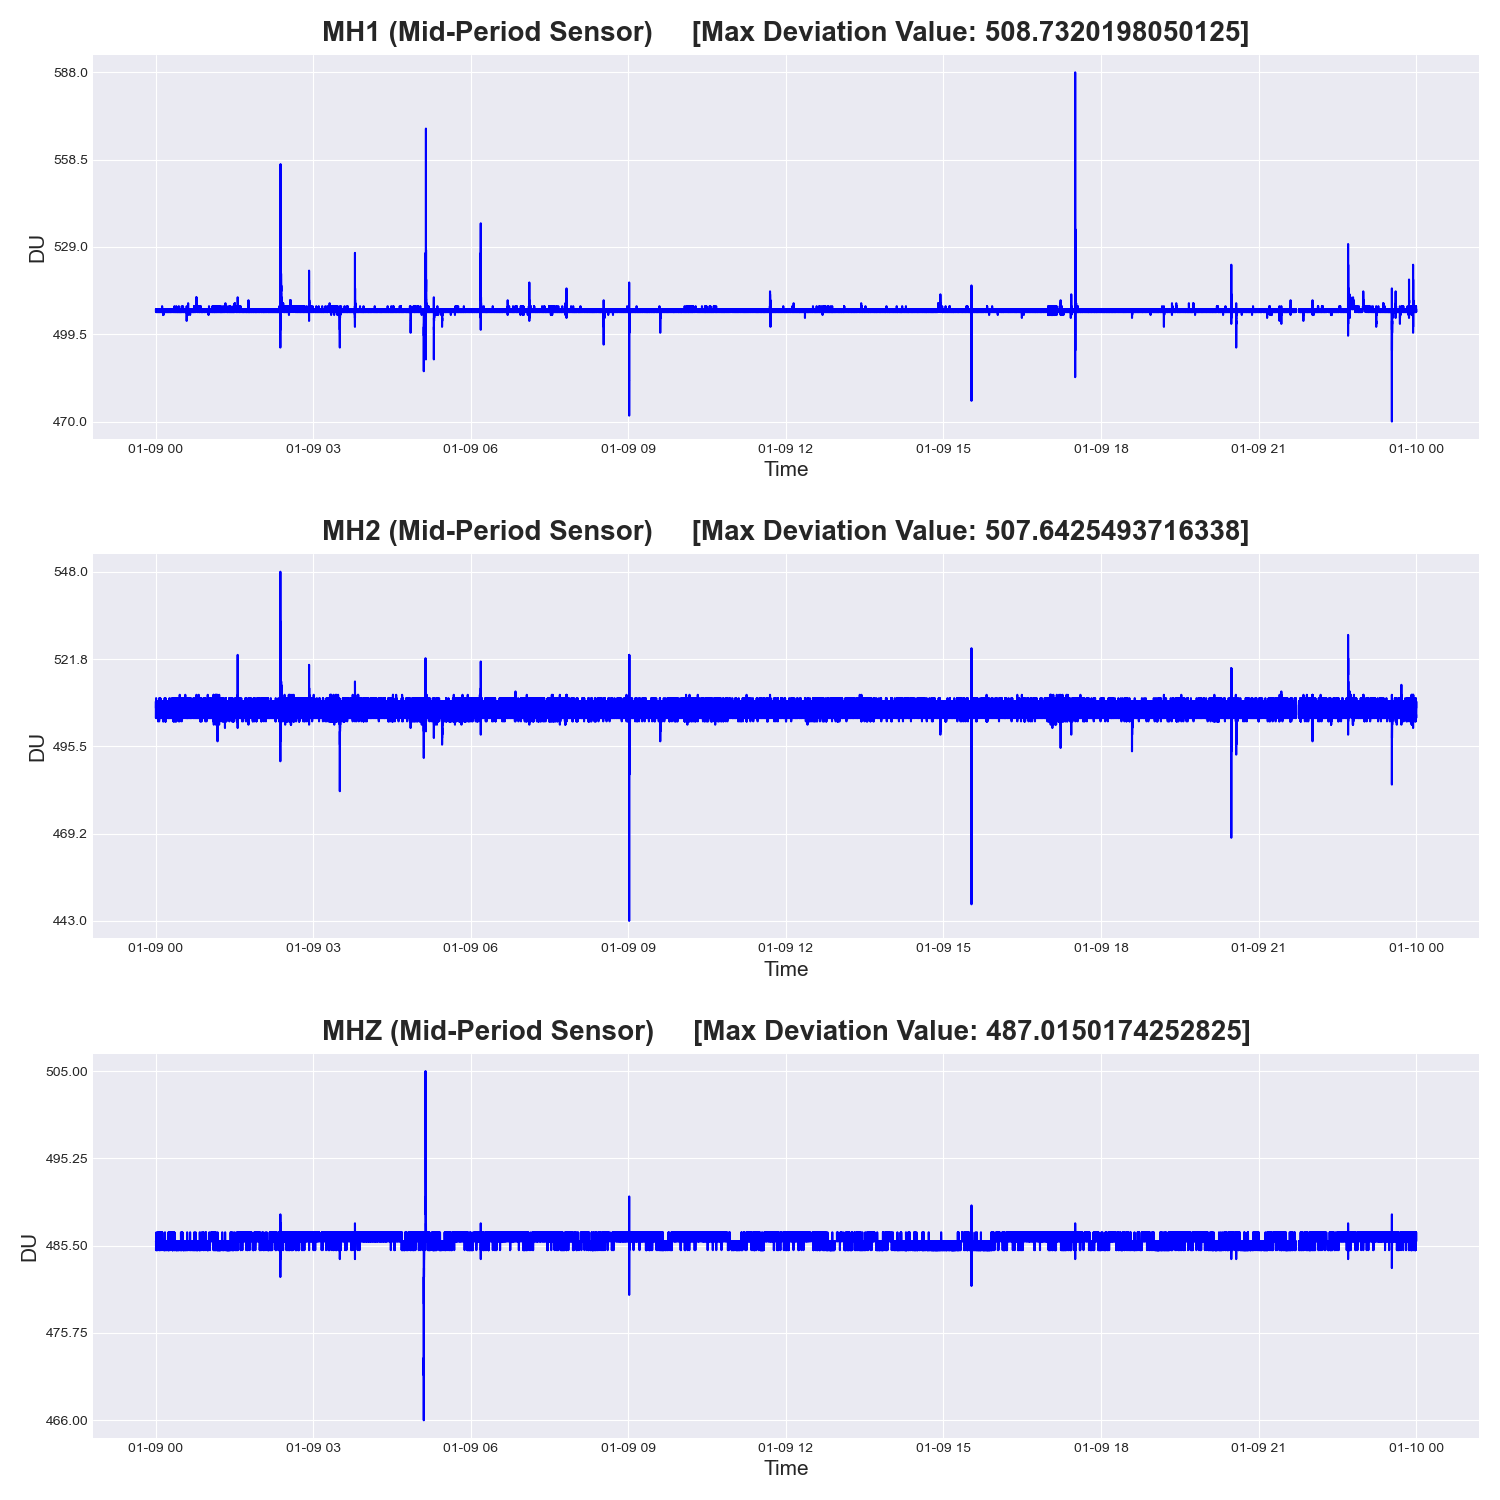 MH1 (Mid-Period Sensor) [Max Deviation Value: 508.7320198050125]
588.0
558.5
529.0
499.5
470.0
DU
01-09 00 01-09 03 01-09 06 01-09 09 01-09 12 01-09 15 01-09 18 01-09 21 01-10 00
Time
MH2 (Mid-Period Sensor) [Max Deviation Value: 507.6425493716338]
548.0
521.8
495.5
469.2
443.0
DU
01-09 00 01-09 03 01-09 06 01-09 09 01-09 12 01-09 15 01-09 18 01-09 21 01-10 00
Time
MHZ (Mid-Period Sensor) [Max Deviation Value: 487.0150174252825]
505.00
495.25
485.50
475.75
466.00
DU
01-09 00 01-09 03 01-09 06 01-09 09 01-09 12 01-09 15 01-09 18 01-09 21 01-10 00
Time